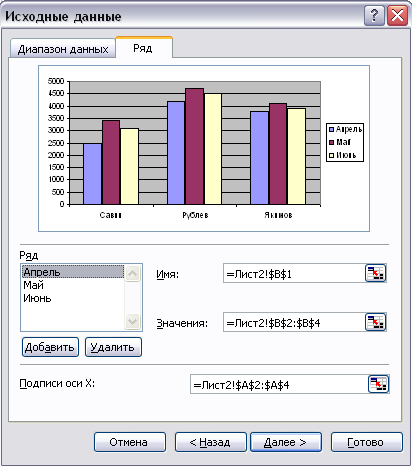 Исходные данные
Диапазон данных Ряд
5000
4500
4000
3500
3000
2500
2000
1500
1000
500
0
Апрель
Май
Июнь
Савин Рублев Якимов
Ряд
Апрель
Май
Июнь
Имя: =Лист2!$B$1
Значения: =Лист2!$B$2:$B$4
Добавить Удалить
Подписи оси X: =Лист2!$A$2:$A$4
Отмена < Назад Далее > Готово